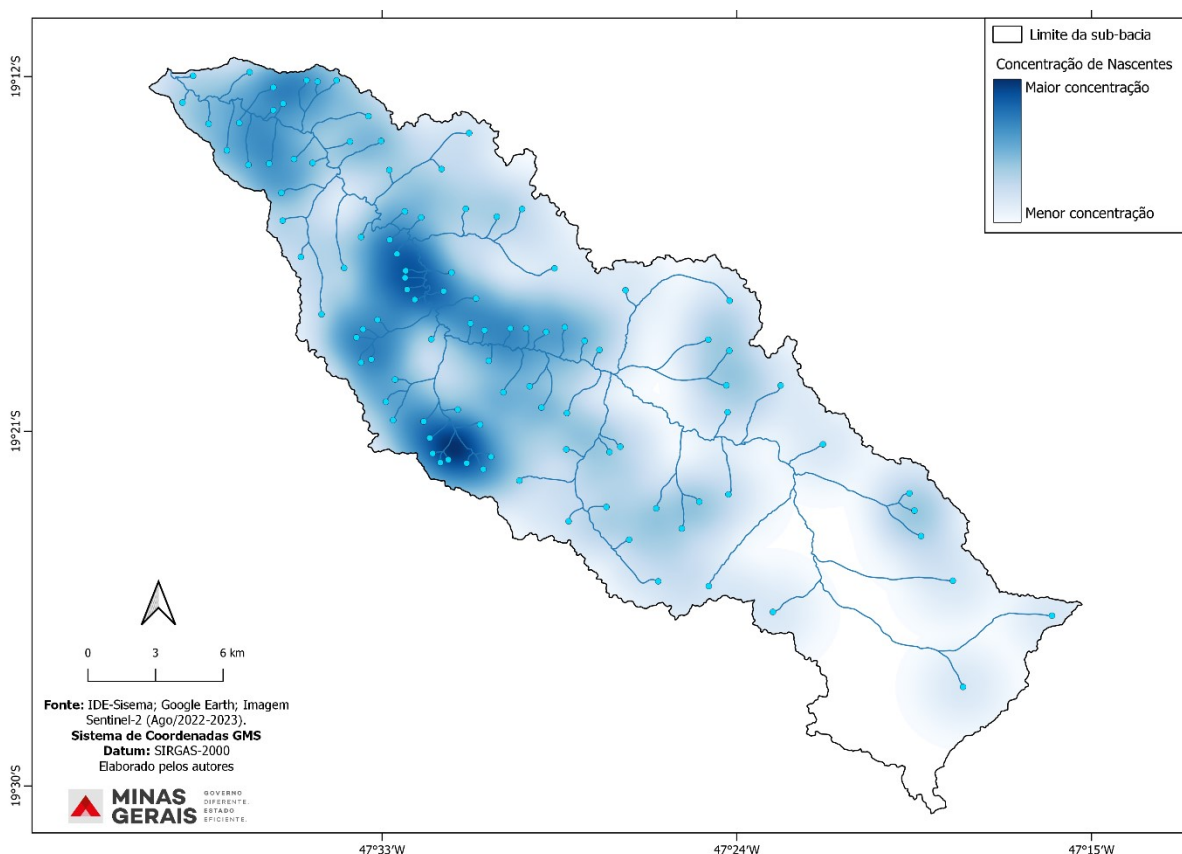 Limite da sub-bacia
Concentração de Nascentes
Maior concentração
Menor concentração
19°12'S
19°21'S
19°30'S
0 3 6 km
Fonte: IDE-Sisema; Google Earth; Imagem
Sentinel-2 (Ago/2022-2023).
Sistema de Coordenadas GMS
Datum: SIRGAS-2000
Elaborado pelos autores
MINAS
GERAIS
GOVERNO
DIFERENTE.
ESTADO
EFICIENTE.
47°33'W 47°24'W 47°15'W